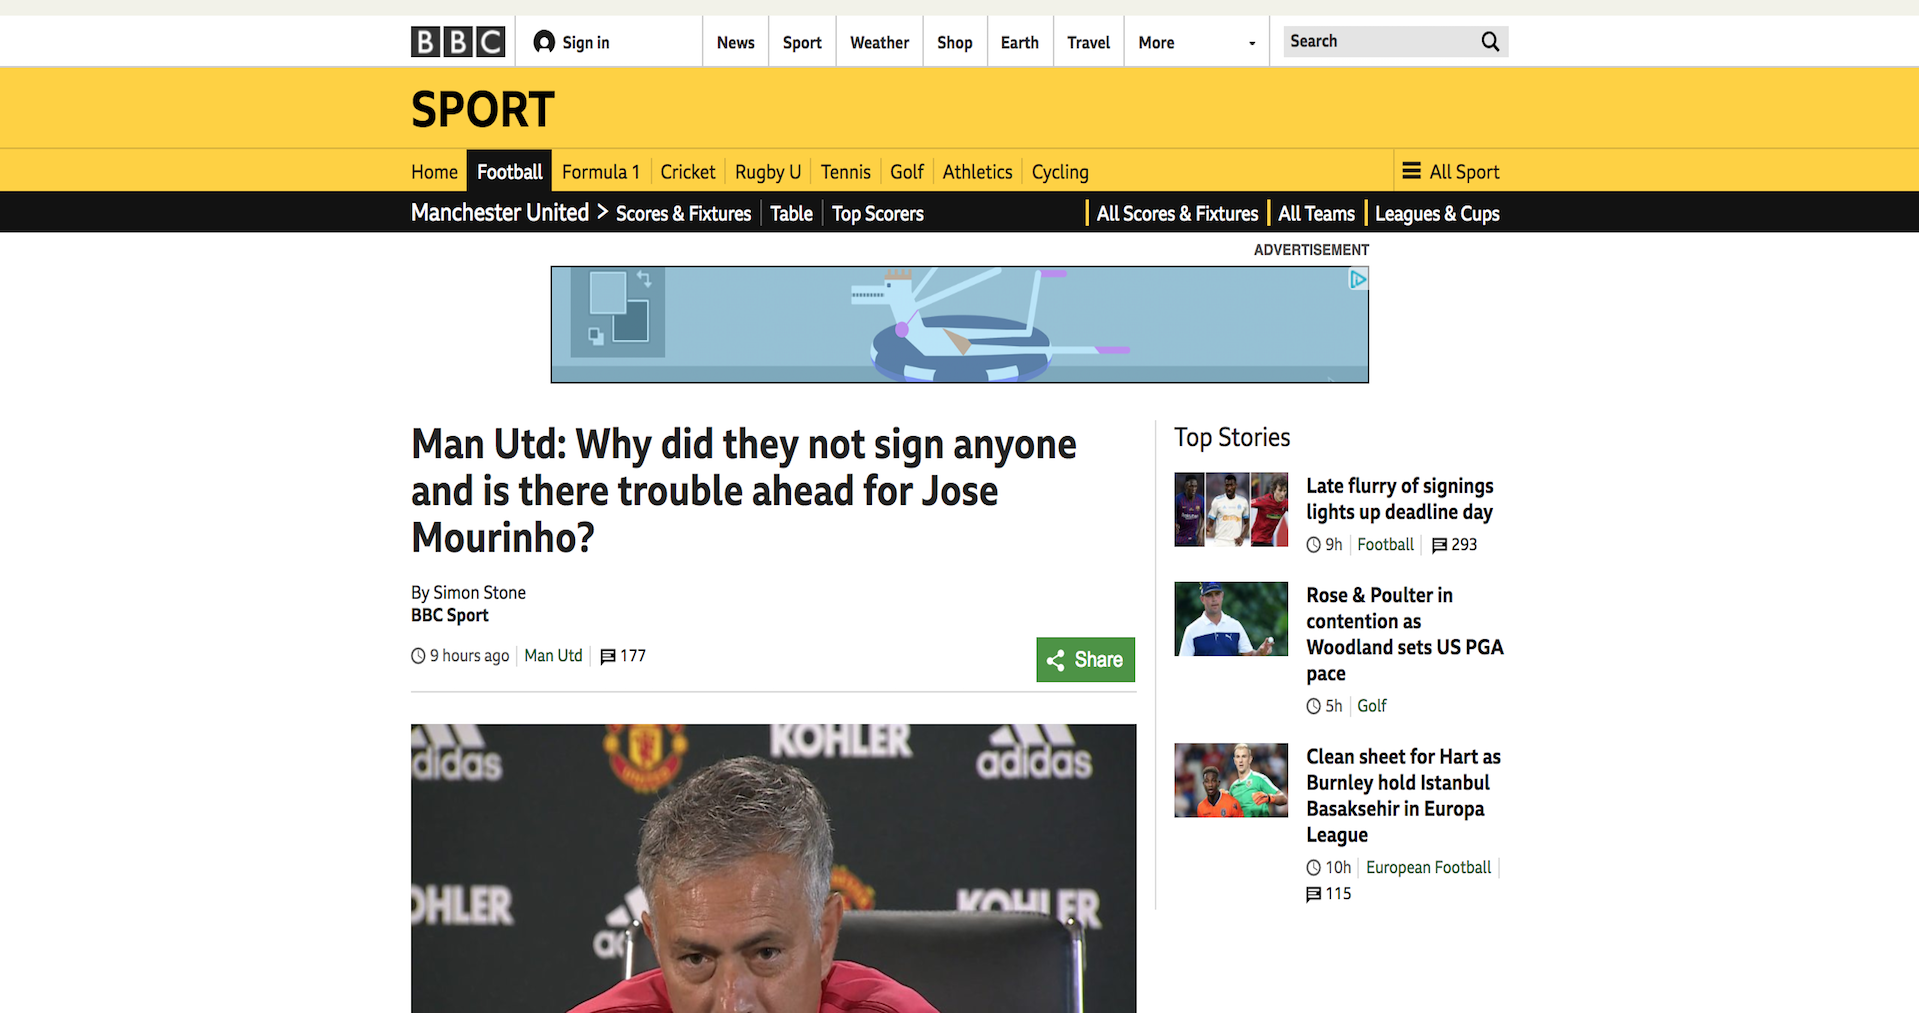 BBC
Sign in
News
Sport
Weather
Shop
Earth
Travel
More
Search
SPORT
Home
Football
Formula 1
Cricket
Rugby U
Tennis
Golf
Athletics
Cycling
All Sport
Manchester United
Scores & Fixtures
Table
Top Scorers
All Scores & Fixtures
All Teams
Leagues & Cups
ADVERTISEMENT
Man Utd: Why did they not sign anyone
and is there trouble ahead for Jose
Mourinho?
By Simon Stone
BBC Sport
9 hours ago
Man Utd
177
Share
didas
UNITED
KOHLER
adidas
OHLER
KOHLER
Top Stories
Late flurry of signings
lights up deadline day
9h
Football
293
Rose & Poulter in
contention as
Woodland sets US PGA
pace
5h
Golf
Clean sheet for Hart as
Burnley hold Istanbul
Basaksehir in Europa
League
10h
European Football
115